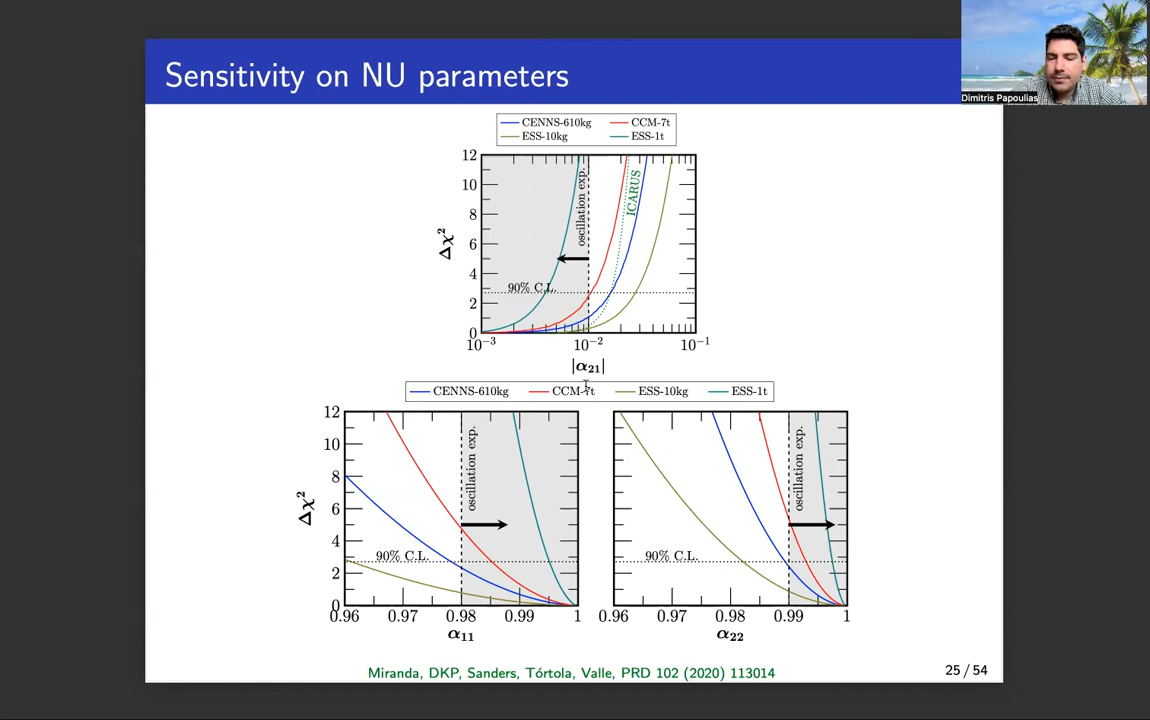 Sensitivity on NU parameters
Dimitris Papoulias
CENNS-610kg CCM-7t
ESS-10kg ESS-1t
12
10
8
6
4
2
0
Δχ²
90% C.L.
oscillation exp.
ICARUS
10⁻³ 10⁻² 10⁻¹
|α₂₁|
CENNS-610kg CCM-7t ESS-10kg ESS-1t
12
10
8
6
4
2
0
Δχ²
90% C.L.
oscillation exp.
0.96 0.97 0.98 0.99 1
α₁₁
90% C.L.
oscillation exp.
0.96 0.97 0.98 0.99 1
α₂₂
Miranda, DKP, Sanders, Tórtola, Valle, PRD 102 (2020) 113014
25 / 54